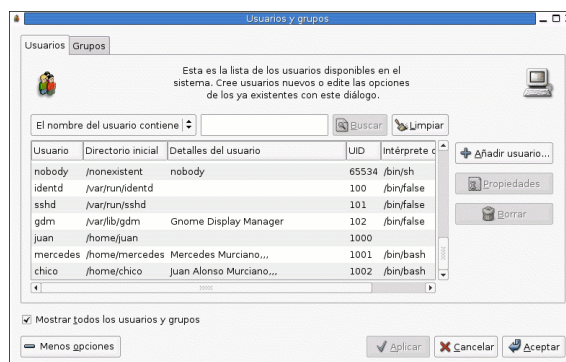 Usuarios y grupos
Usuarios Grupos
Esta es la lista de los usuarios disponibles en el
sistema. Cree usuarios nuevos o edite las opciones
de los ya existentes con este diálogo.
El nombre del usuario contiene Buscar Limpiar
Usuario Directorio inicial Detalles del usuario UID Intérprete c
nobody /nonexistent nobody 65534 /bin/sh
identd /var/run/identd 100 /bin/false
sshd /var/run/sshd 101 /bin/false
gdm /var/lib/gdm Gnome Display Manager 102 /bin/false
juan /home/juan 1000
mercedes /home/mercedes Mercedes Murciano,,, 1001 /bin/bash
chico /home/chico Juan Alonso Murciano,,, 1002 /bin/bash
Añadir usuario...
Propiedades
Borrar
Mostrar todos los usuarios y grupos
Menos opciones Aplicar Cancelar Aceptar